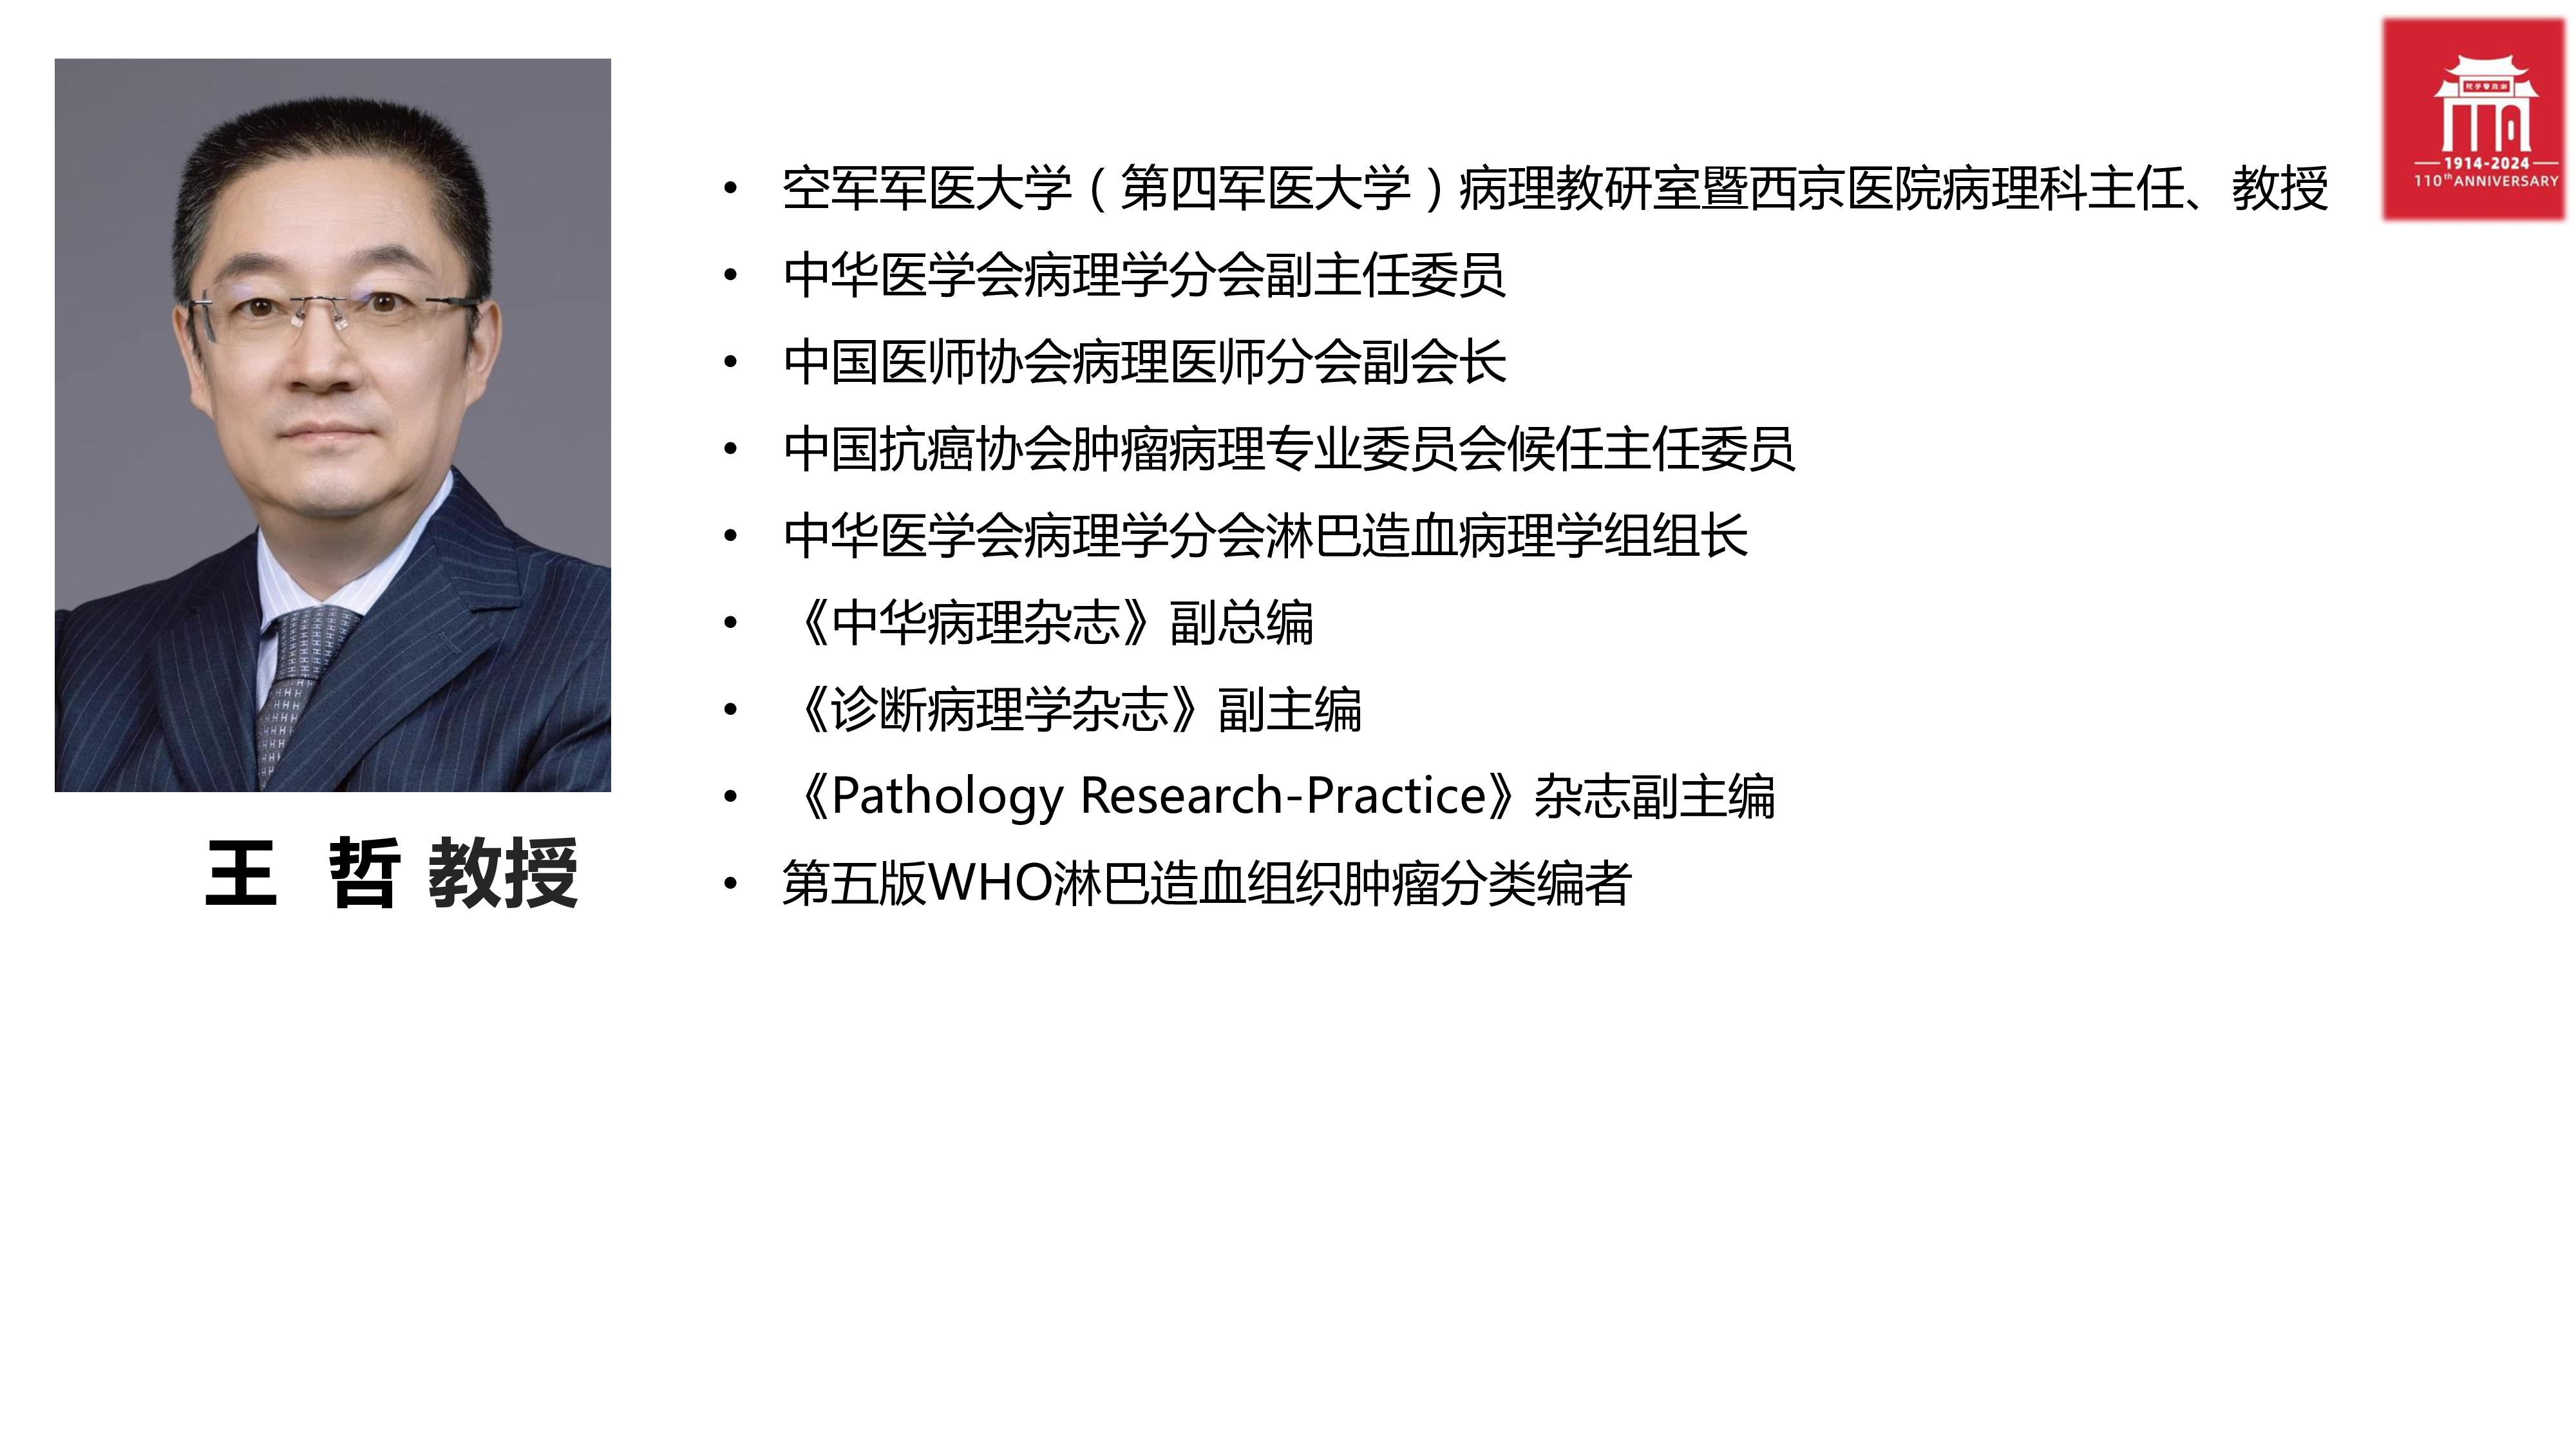 空军军医大学（第四军医大学）病理教研室暨西京医院病理科主任、教授
中华医学会病理学分会副主任委员
中国医师协会病理医师分会副会长
中国抗癌协会肿瘤病理专业委员会候任主任委员
中华医学会病理学分会淋巴造血病理学组组长
《中华病理杂志》副总编
《诊断病理学杂志》副主编
《Pathology Research-Practice》杂志副主编
第五版WHO淋巴造血组织肿瘤分类编者
王 哲 教授
1914-2024
110th ANNIVERSARY